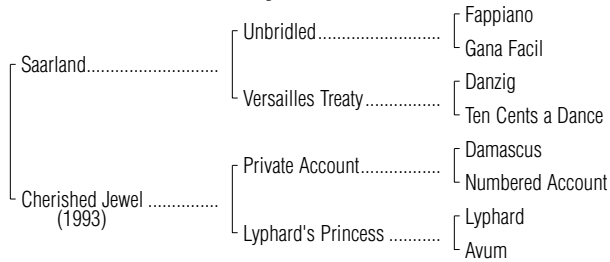 Fappiano
Unbridled..................
Gana Facil
Saarland...........................
Danzig
Versailles Treaty................
Ten Cents a Dance
Damascus
Private Account.................
Numbered Account
Cherished Jewel ..............
(1993)
Lyphard
Lyphard's Princess ...........
Avum